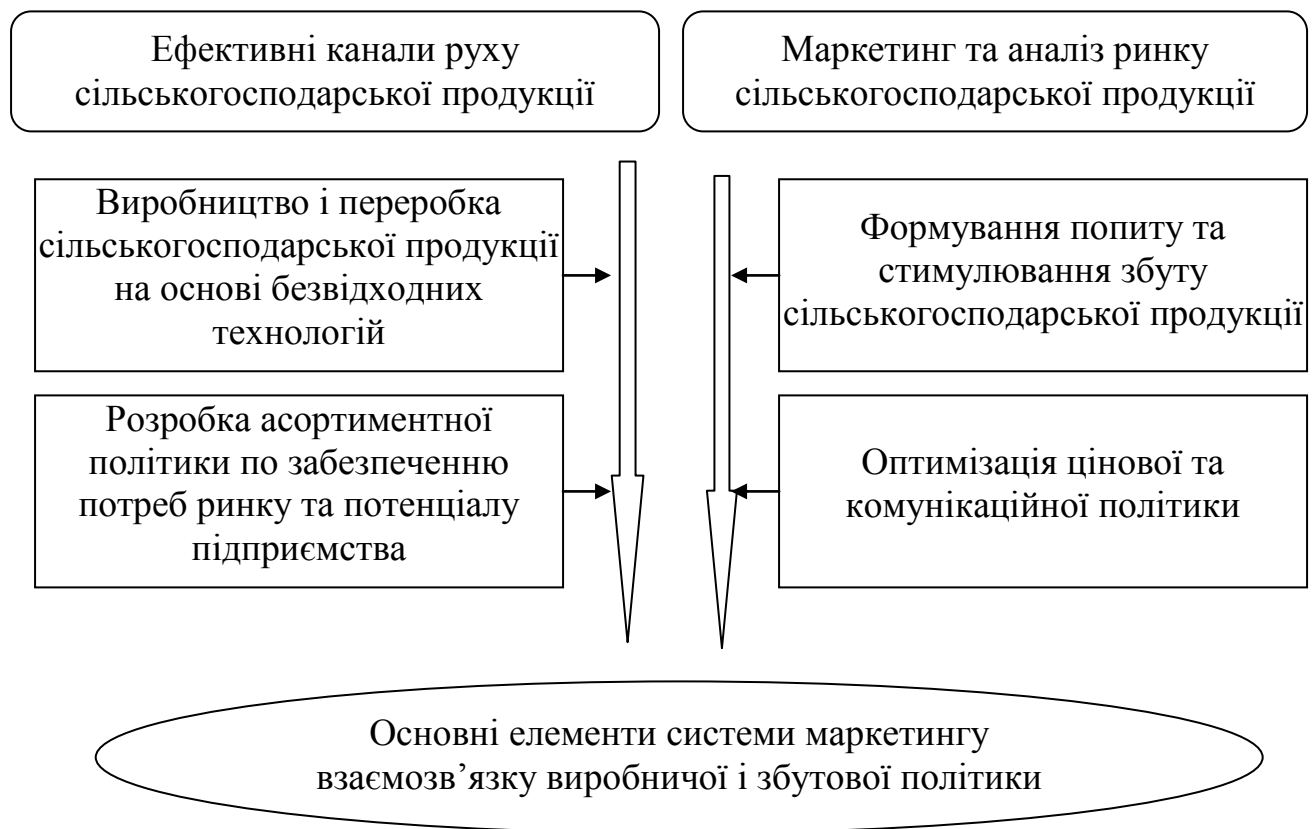 Ефективні канали руху
сільськогосподарської продукції
Маркетинг та аналіз ринку
сільськогосподарської продукції
Виробництво і переробка
сільськогосподарської продукції
на основі безвідходних
технологій
Формування попиту та
стимулювання збуту
сільськогосподарської продукції
Розробка асортиментної
політики по забезпеченню
потреб ринку та потенціалу
підприємства
Оптимізація цінової та
комунікаційної політики
Основні елементи системи маркетингу
взаємозв’язку виробничої і збутової політики